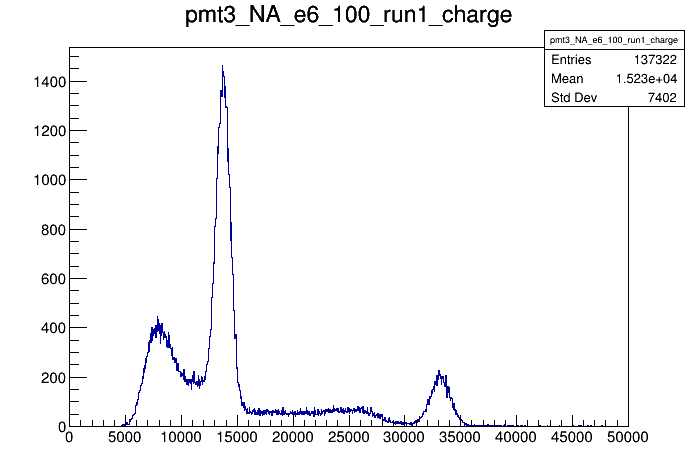 pmt3_NA_e6_100_run1_charge
pmt3_NA_e6_100_run1_charge
Entries 137322
Mean 1.523e+04
Std Dev 7402
1400
1200
1000
800
600
400
200
0
0 5000 10000 15000 20000 25000 30000 35000 40000 45000 50000